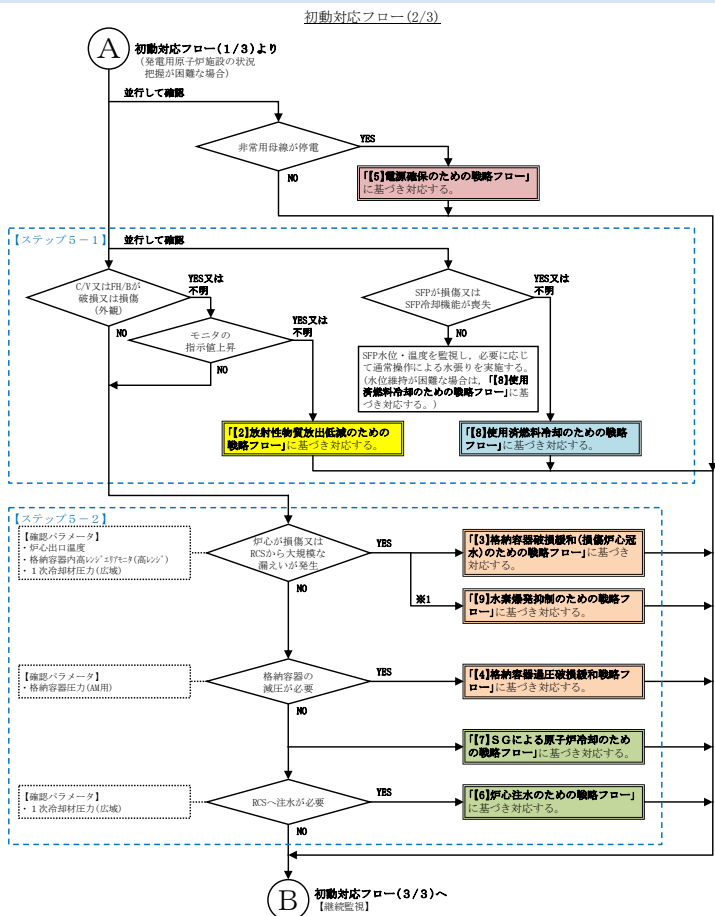 初動対応フロー(2/3)
A
初動対応フロー(1/3)より
(発電用原子炉施設の状況
把握が困難な場合)
並行して確認
非常用母線が停電
YES
NO
「[5]電源確保のための戦略フロー」
に基づき対応する。
【ステップ5-1】
並行して確認
C/V又はFH/Bが
破損又は損傷
(外観)
YES又は
不明
NO
モニタの
指示値上昇
YES又は
不明
NO
SFPが損傷又は
SFP冷却機能が喪失
YES又は
不明
NO
SFP水位・温度を監視し、必要に応じ
て通常操作による水張りを実施する。
(水位維持が困難な場合は、「[8]使用
済燃料冷却のための戦略フロー」に基
づき対応する。)
「[2]放射性物質放出低減のための
戦略フロー」に基づき対応する。
「[8]使用済燃料冷却のための戦略
フロー」に基づき対応する。
【ステップ5-2】
【確認パラメータ】
・炉心出口温度
・格納容器内高レンジエリアモニタ(高レンジ)
・1次冷却材圧力(広域)
炉心が損傷又は
RCSから大規模な
漏えいが発生
YES
NO
「[3]格納容器破損緩和(損傷炉心冠
水)のための戦略フロー」に基づき
対応する。
※1
「[9]水素爆発抑制のための戦略フ
ロー」に基づき対応する。
【確認パラメータ】
・格納容器圧力(AM用)
格納容器の
減圧が必要
YES
NO
「[4]格納容器過圧破損緩和戦略フ
ロー」に基づき対応する。
「[7]SGによる原子炉冷却のため
の戦略フロー」に基づき対応する。
【確認パラメータ】
・1次冷却材圧力(広域)
RCSへ注水が必要
YES
NO
「[6]炉心注水のための戦略フロー」
に基づき対応する。
B
初動対応フロー(3/3)へ
【継続監視】